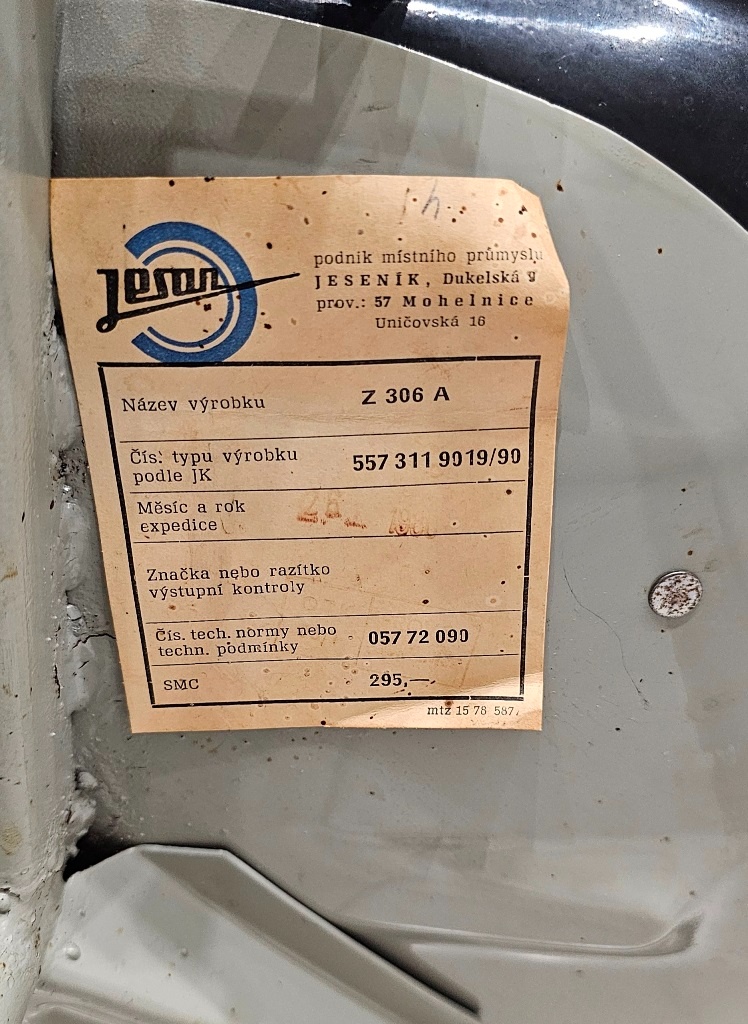 Jesan
podnik místního průmyslu
JESENÍK, Dukelská 9
prov.: 57 Mohelnice
Uničovská 16
Název výrobku Z 306 A
Čís. typu výrobku
podle JK 557 311 9019/90
Měsíc a rok
expedice
Značka nebo razítko
výstupní kontroly
Čís. tech. normy nebo
techn. podmínky 057 72 090
SMC 295,—
mtz 15 78 587